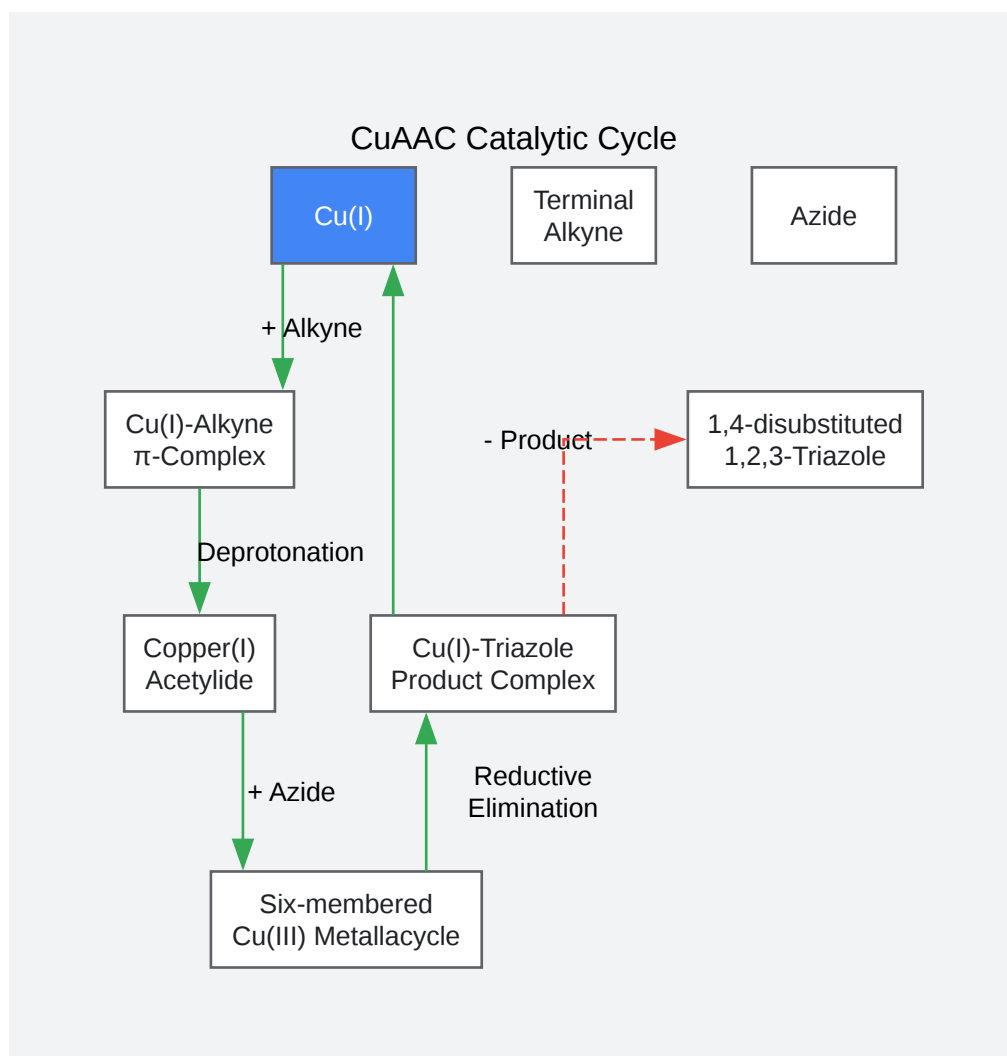 CuAAC Catalytic Cycle
Cu(I)
Terminal
Alkyne
Azide
+ Alkyne
Cu(I)-Alkyne
π-Complex
- Product
1,4-disubstituted
1,2,3-Triazole
Deprotonation
Copper(I)
Acetylide
Cu(I)-Triazole
Product Complex
+ Azide
Reductive
Elimination
Six-membered
Cu(III) Metallacycle